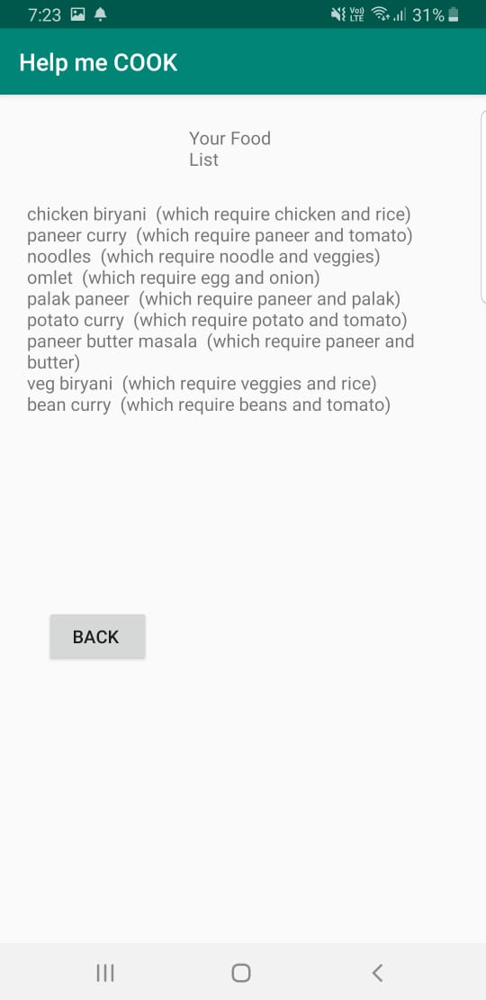 7:23 Vo)) LTE 31%
Help me COOK
Your Food
List
chicken biryani (which require chicken and rice)
paneer curry (which require paneer and tomato)
noodles (which require noodle and veggies)
omlet (which require egg and onion)
palak paneer (which require paneer and palak)
potato curry (which require potato and tomato)
paneer butter masala (which require paneer and
butter)
veg biryani (which require veggies and rice)
bean curry (which require beans and tomato)
BACK